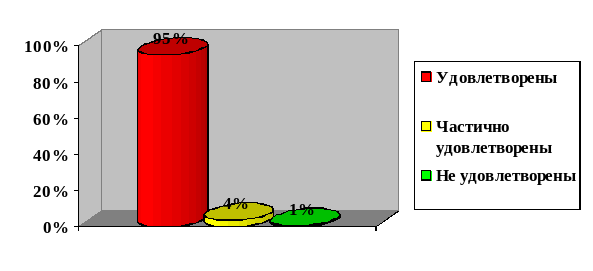 95%
100%
80%
60%
40%
20%
0%
4%
1%
Удовлетворены
Частично
удовлетворены
Не удовлетворены